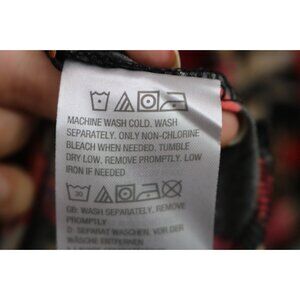 MACHINE WASH COLD. WASH
SEPARATELY. ONLY NON-CHLORINE
BLEACH WHEN NEEDED. TUMBLE
DRY LOW. REMOVE PROMPTLY. LOW
IRON IF NEEDED
30
GB: WASH SEPARATELY. REMOVE
PROMPTLY
D: SEPARAT WASCHEN. VOR DER
WÄSCHE ENTFERNEN